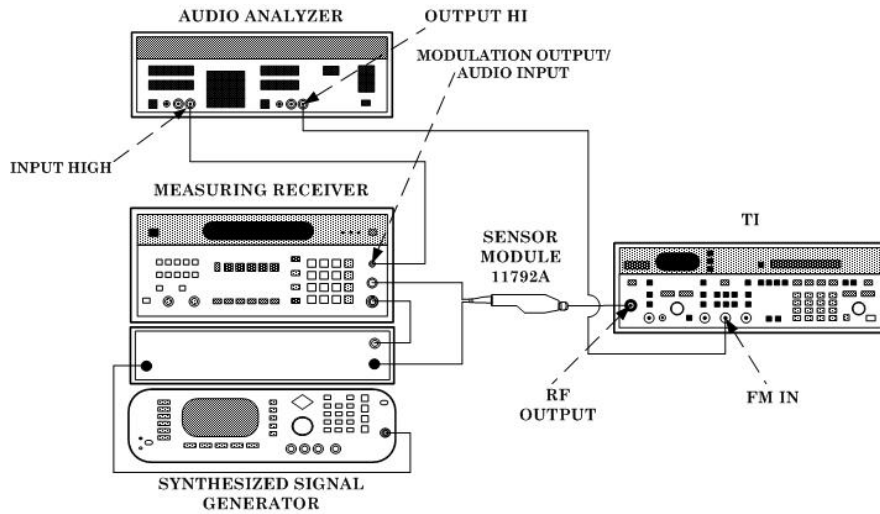 AUDIO ANALYZER
OUTPUT HI
MODULATION OUTPUT/
AUDIO INPUT
INPUT HIGH
MEASURING RECEIVER
SENSOR
MODULE
11792A
TI
RF
OUTPUT
FM IN
SYNTHESIZED SIGNAL
GENERATOR